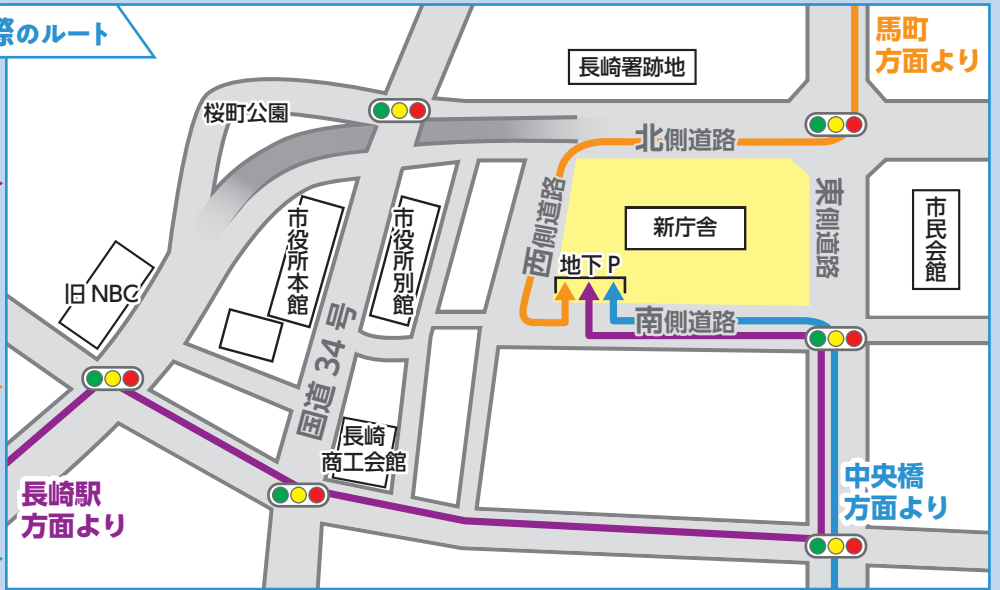 際のルート
馬町
方面より
長崎署跡地
桜町公園
北側道路
西側道路
東側道路
新庁舎
市民会館
市役所本館
市役所別館
地下P
旧NBC
南側道路
国道34号
長崎
商工会館
長崎駅
方面より
中央橋
方面より